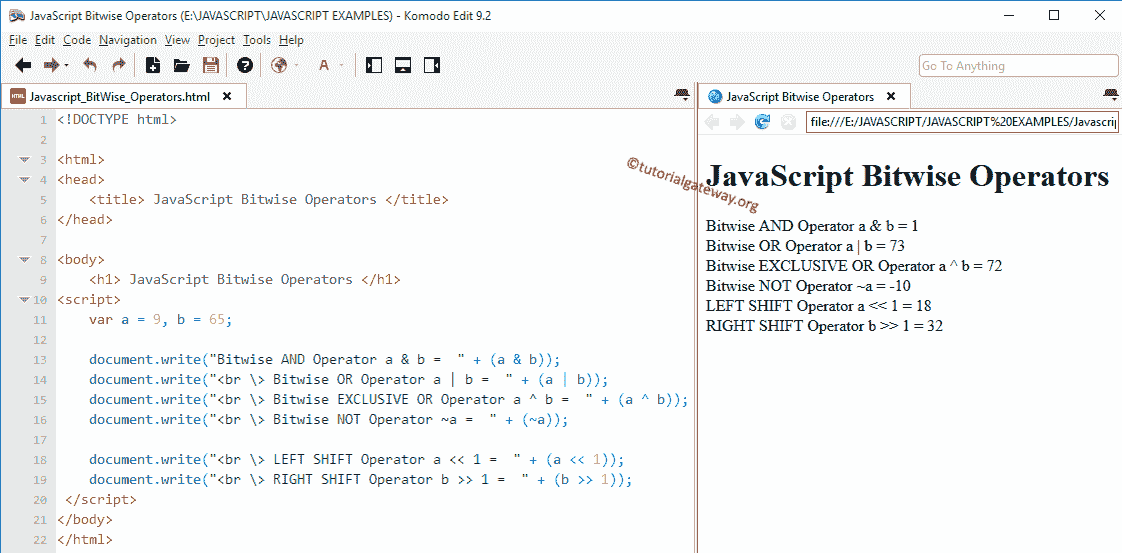 JavaScript Bitwise Operators (E:\JAVASCRIPT\JAVASCRIPT EXAMPLES) - Komodo Edit 9.2
File Edit Code Navigation View Project Tools Help
A
Go To Anything
HTML Javascript_BitWise_Operators.html
1 <!DOCTYPE html>
2
3 <html>
4 <head>
5 <title> JavaScript Bitwise Operators </title>
6 </head>
7
8 <body>
9 <h1> JavaScript Bitwise Operators </h1>
10 <script>
11 var a = 9, b = 65;
12
13 document.write("Bitwise AND Operator a & b =  " + (a & b));
14 document.write("<br \> Bitwise OR Operator a | b =  " + (a | b));
15 document.write("<br \> Bitwise EXCLUSIVE OR Operator a ^ b =  " + (a ^ b));
16 document.write("<br \> Bitwise NOT Operator ~a =  " + (~a));
17
18 document.write("<br \> LEFT SHIFT Operator a << 1 =  " + (a << 1));
19 document.write("<br \> RIGHT SHIFT Operator b >> 1 =  " + (b >> 1));
20 </script>
21 </body>
22 </html>
JavaScript Bitwise Operators
file:///E:/JAVASCRIPT/JAVASCRIPT%20EXAMPLES/Javascrip
©tutorialgateway.org
JavaScript Bitwise Operators
Bitwise AND Operator a & b = 1
Bitwise OR Operator a | b = 73
Bitwise EXCLUSIVE OR Operator a ^ b = 72
Bitwise NOT Operator ~a = -10
LEFT SHIFT Operator a << 1 = 18
RIGHT SHIFT Operator b >> 1 = 32